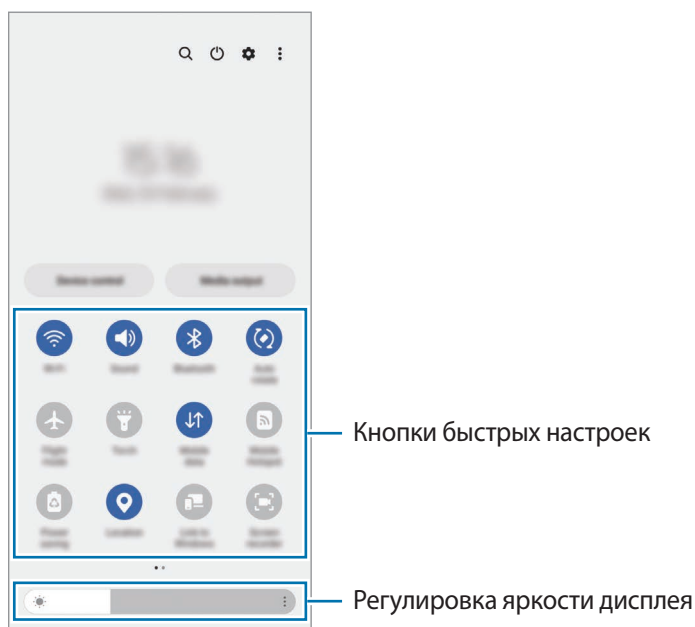 Device control Media output
Wi-Fi Sound Bluetooth Auto
rotate
Кнопки быстрых настроек
Flight Torch Mobile Mobile
mode data Hotspot
Power Location Link to Screen
saving Windows recorder
Регулировка яркости дисплея